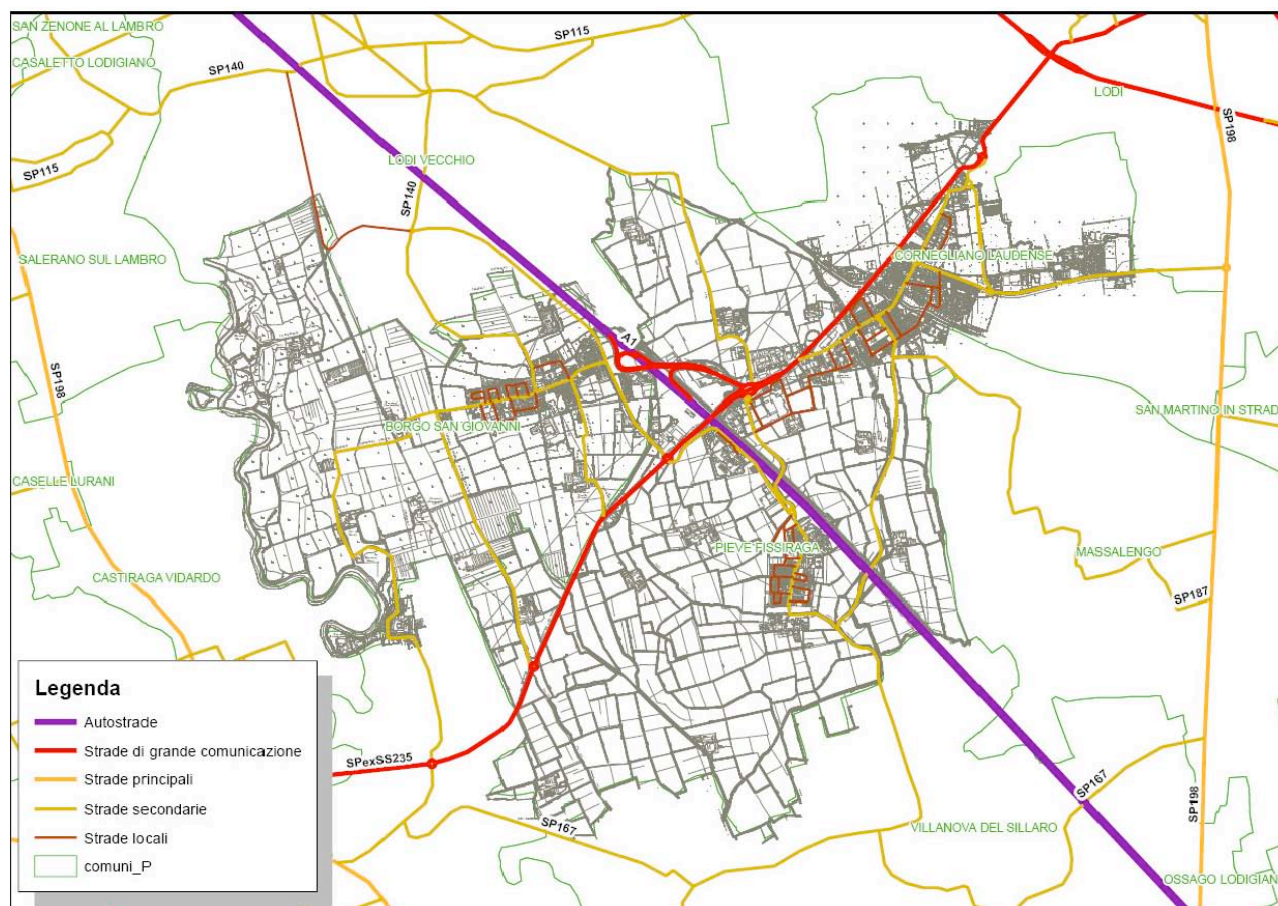 SAN ZENONE AL LAMBRO
SP115
CASALETTO LODIGIANO
SP140
LODI
SP198
LODI VECCHIO
SP115
SP140
SALERANO SUL LAMBRO
CORNEGLIANO LAUDENSE
A1
SP198
SAN MARTINO IN STRAD
BORGO SAN GIOVANNI
CASELLE LURANI
PIEVE FISSIRAGA
MASSALENGO
CASTIRAGA VIDARDO
SP187
Legenda
Autostrade
Strade di grande comunicazione
Strade principali
Strade secondarie
Strade locali
comuni_P
SPexSS235
SP167
SP167
SP198
VILLANOVA DEL SILLARO
OSSAGO LODIGIAN